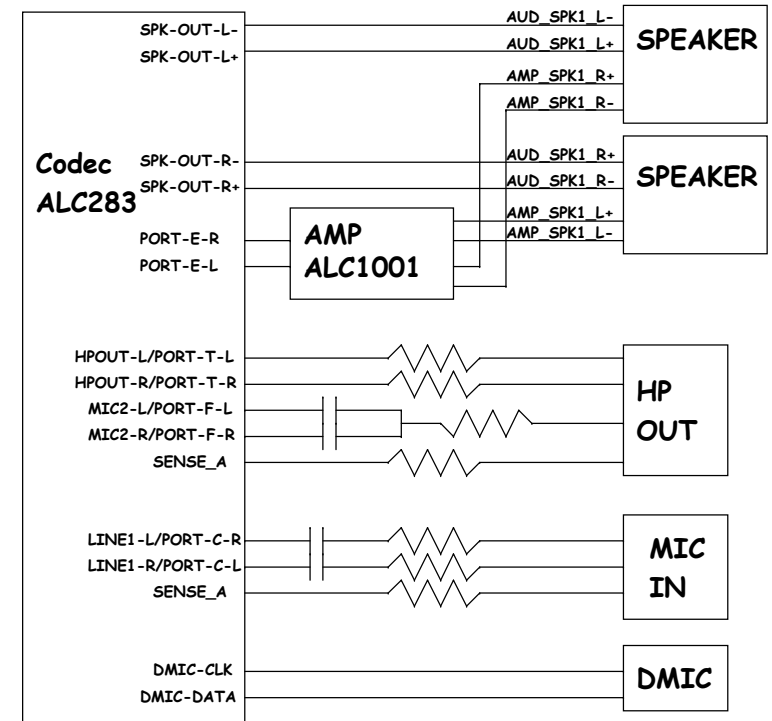 SPK-OUT-L-
SPK-OUT-L+
AUD_SPK1_L-
AUD_SPK1_L+
AMP_SPK1_R+
AMP_SPK1_R-
SPEAKER
Codec
ALC283
SPK-OUT-R-
SPK-OUT-R+
AUD_SPK1_R+
AUD_SPK1_R-
AMP_SPK1_L+
AMP_SPK1_L-
SPEAKER
PORT-E-R
PORT-E-L
AMP
ALC1001
HPOUT-L/PORT-T-L
HPOUT-R/PORT-T-R
MIC2-L/PORT-F-L
MIC2-R/PORT-F-R
SENSE_A
HP
OUT
LINE1-L/PORT-C-R
LINE1-R/PORT-C-L
SENSE_A
MIC
IN
DMIC-CLK
DMIC-DATA
DMIC